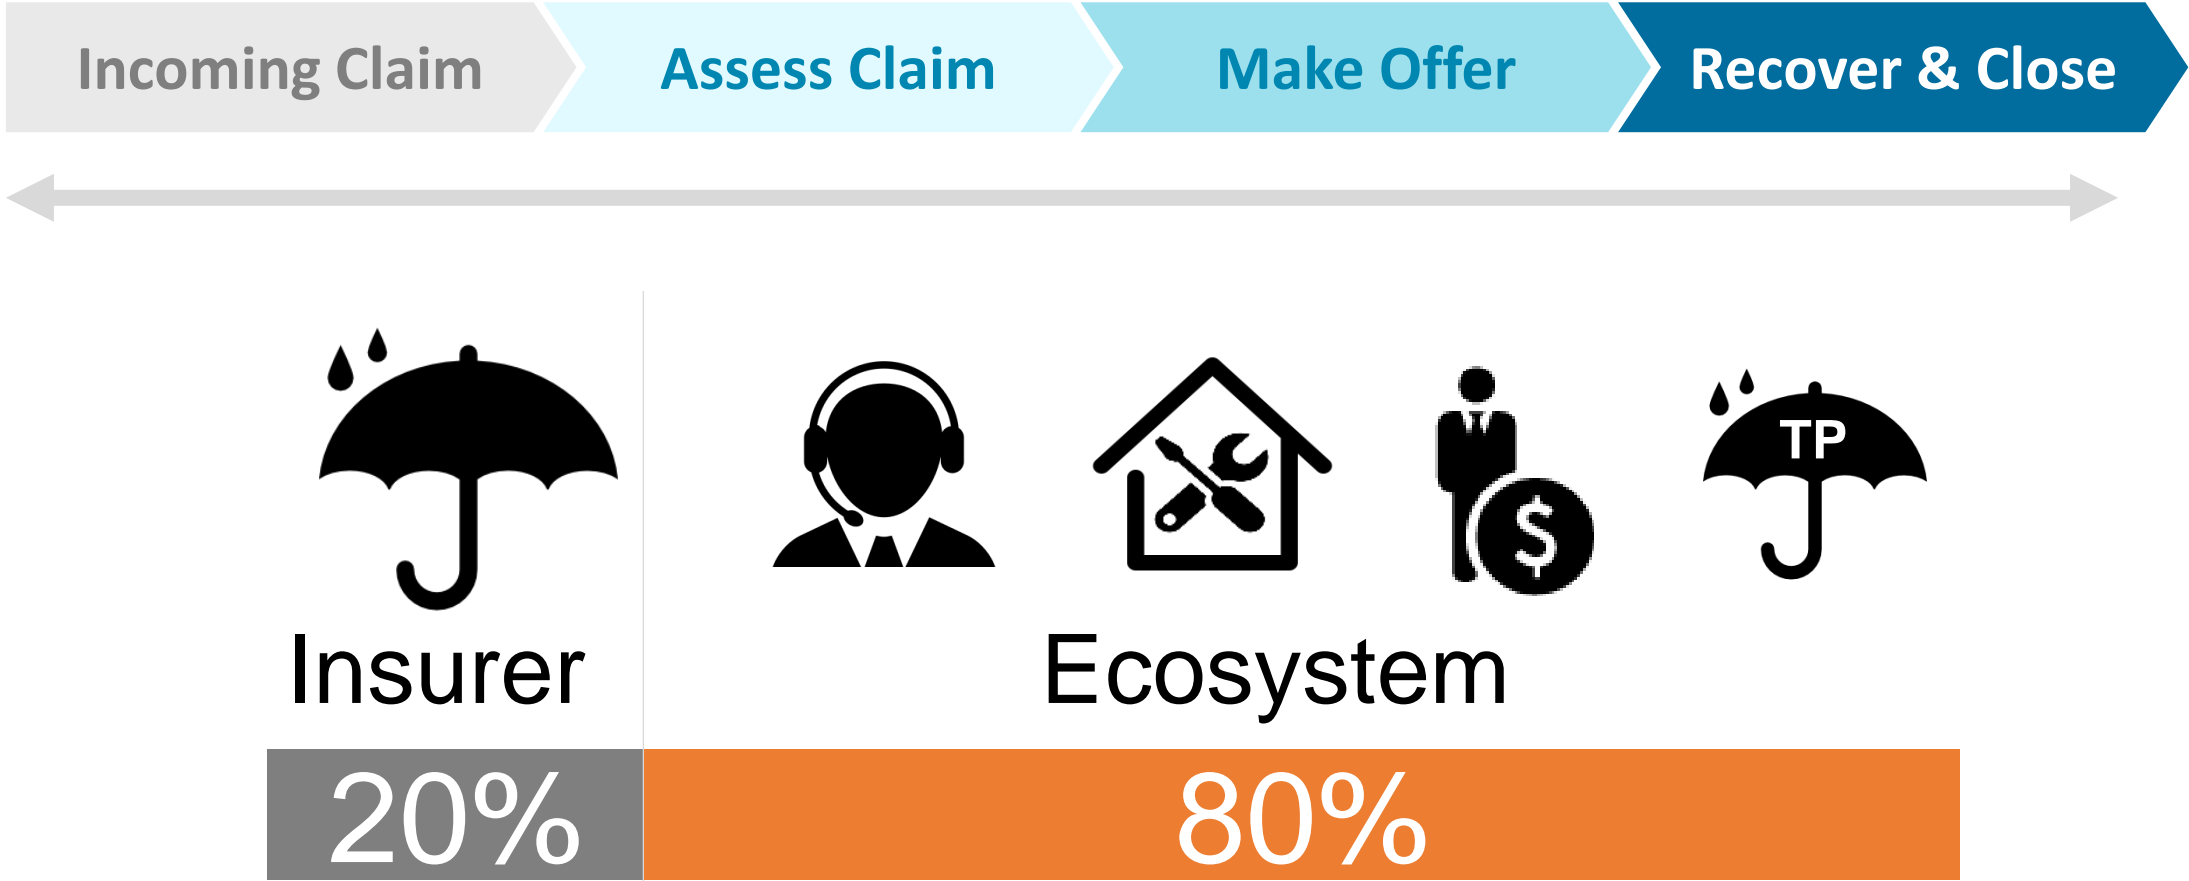 Incoming Claim
Assess Claim
Make Offer
Recover & Close
TP
$
Insurer
Ecosystem
20%
80%